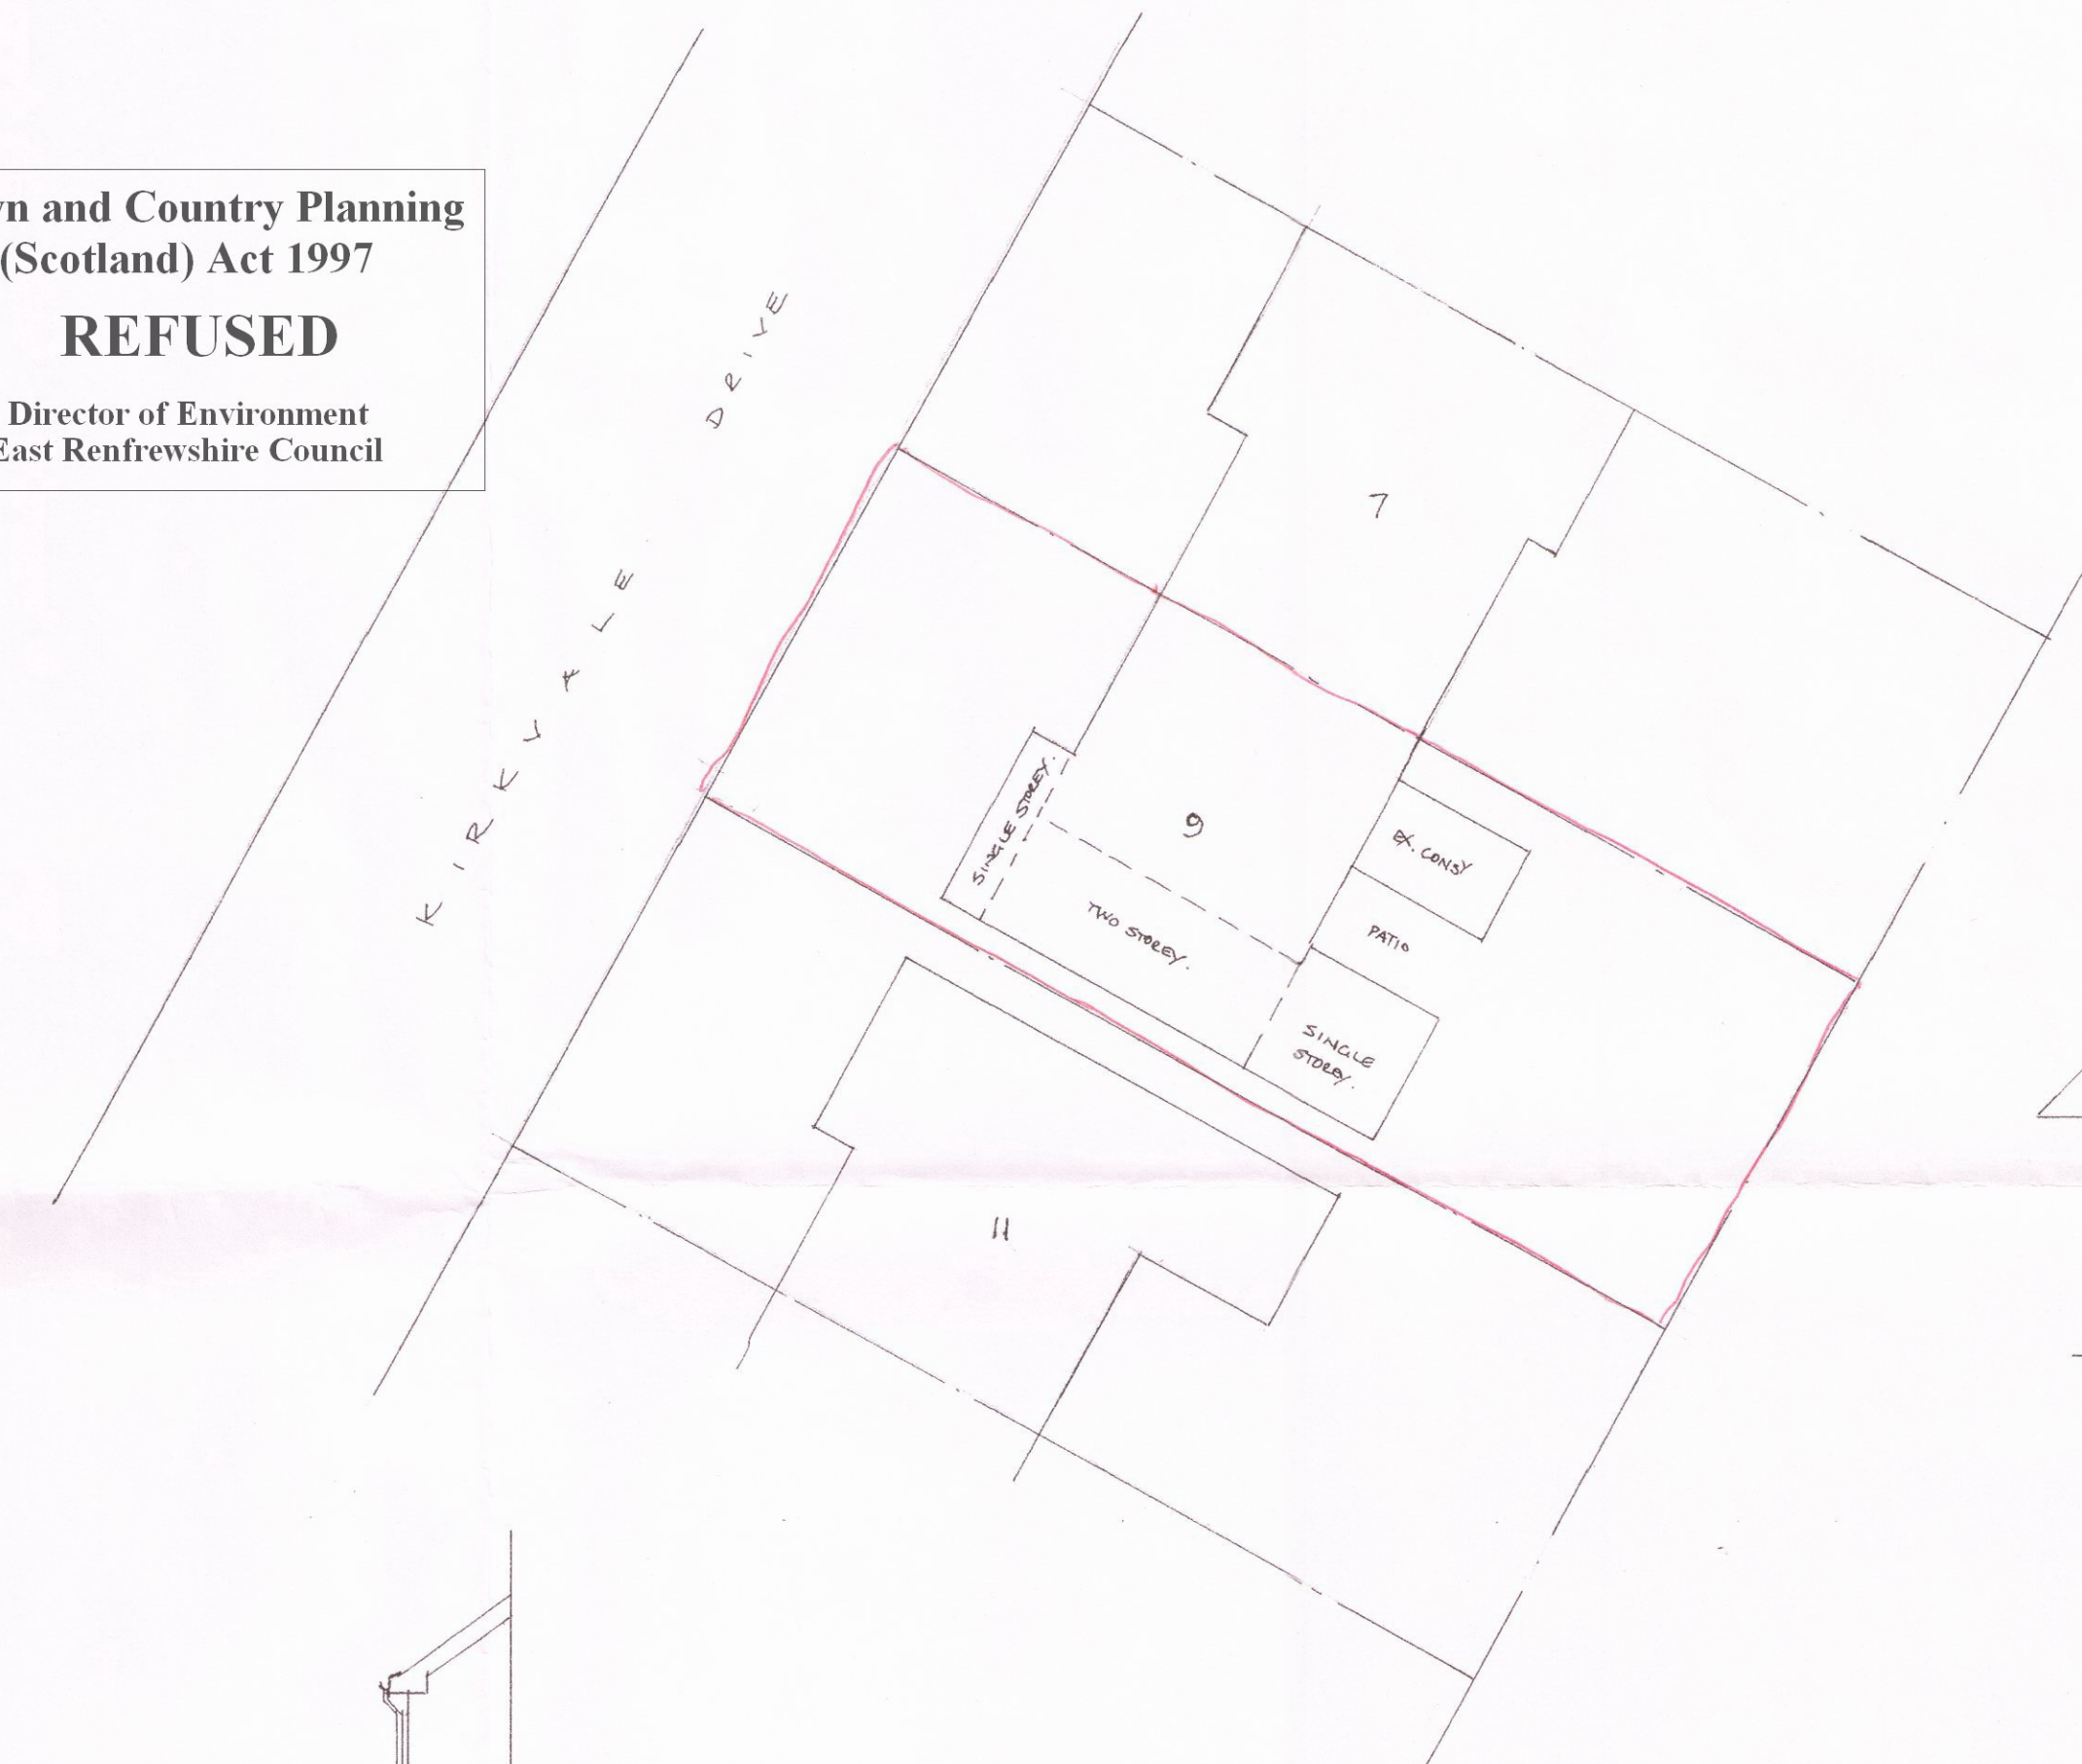 yn and Country Planning
(Scotland) Act 1997
REFUSED
Director of Environment
East Renfrewshire Council
KIRKVALE DRIVE
7
9
SINGLE STOREY.
TWO STOREY.
EX. CONSY
PATIO
SINGLE
STOREY.
11